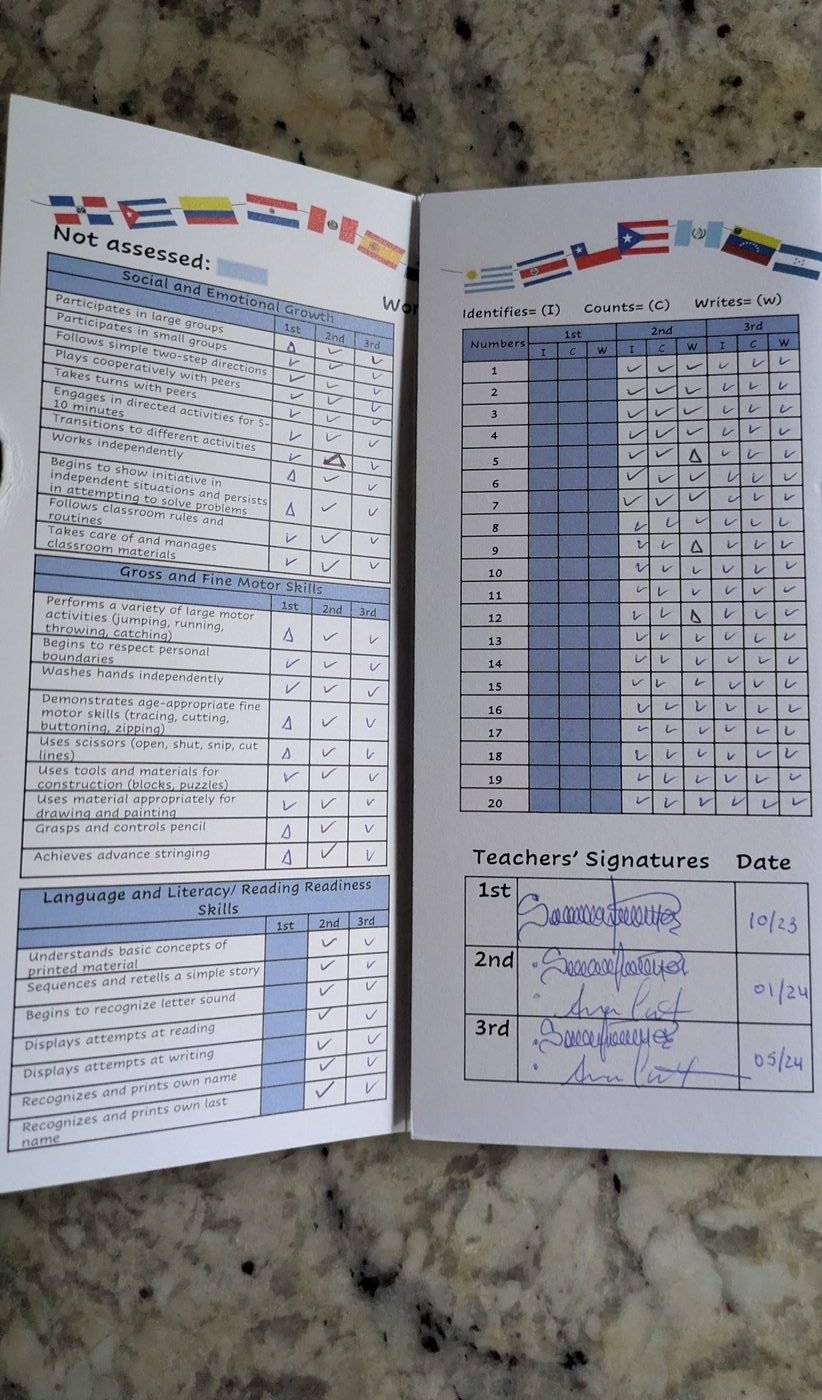 Not assessed:
Wor
Social and Emotional Growth
1st 2nd 3rd
Participates in large groups Δ ✓ ✓
Participates in small groups ✓ ✓ ✓
Follows simple two-step directions ✓ ✓ ✓
Plays cooperatively with peers ✓ ✓ ✓
Takes turns with peers ✓ ✓ ✓
Engages in directed activities for 5-
10 minutes ✓ ✓ ✓
Transitions to different activities ✓ Δ ✓
Works independently Δ ✓ ✓
Begins to show initiative in
independent situations and persists
in attempting to solve problems Δ ✓ ✓
Follows classroom rules and
routines ✓ ✓ ✓
Takes care of and manages
classroom materials ✓ ✓ ✓
Gross and Fine Motor Skills
1st 2nd 3rd
Performs a variety of large motor
activities (jumping, running,
throwing, catching) Δ ✓ ✓
Begins to respect personal
boundaries ✓ ✓ ✓
Washes hands independently ✓ ✓ ✓
Demonstrates age-appropriate fine
motor skills (tracing, cutting,
buttoning, zipping) Δ ✓ ✓
Uses scissors (open, shut, snip, cut
lines) Δ ✓ ✓
Uses tools and materials for
construction (blocks, puzzles) ✓ ✓ ✓
Uses material appropriately for
drawing and painting ✓ ✓ ✓
Grasps and controls pencil Δ ✓ ✓
Achieves advance stringing Δ ✓ ✓
Language and Literacy/ Reading Readiness
Skills
1st 2nd 3rd
Understands basic concepts of
printed material ✓ ✓
Sequences and retells a simple story ✓ ✓
Begins to recognize letter sound ✓ ✓
Displays attempts at reading ✓ ✓
Displays attempts at writing ✓ ✓
Recognizes and prints own name ✓ ✓
Recognizes and prints own last
name ✓ ✓
Identifies= (I) Counts= (C) Writes= (w)
Numbers 1st 2nd 3rd
I C W I C W I C W
1 ✓ ✓ ✓ ✓ ✓ ✓
2 ✓ ✓ ✓ ✓ ✓ ✓
3 ✓ ✓ ✓ ✓ ✓ ✓
4 ✓ ✓ ✓ ✓ ✓ ✓
5 ✓ ✓ Δ ✓ ✓ ✓
6 ✓ ✓ ✓ ✓ ✓ ✓
7 ✓ ✓ ✓ ✓ ✓ ✓
8 ✓ ✓ ✓ ✓ ✓ ✓
9 ✓ ✓ Δ ✓ ✓ ✓
10 ✓ ✓ ✓ ✓ ✓ ✓
11 ✓ ✓ ✓ ✓ ✓ ✓
12 ✓ ✓ Δ ✓ ✓ ✓
13 ✓ ✓ ✓ ✓ ✓ ✓
14 ✓ ✓ ✓ ✓ ✓ ✓
15 ✓ ✓ ✓ ✓ ✓ ✓
16 ✓ ✓ ✓ ✓ ✓ ✓
17 ✓ ✓ ✓ ✓ ✓ ✓
18 ✓ ✓ ✓ ✓ ✓ ✓
19 ✓ ✓ ✓ ✓ ✓ ✓
20 ✓ ✓ ✓ ✓ ✓ ✓
Teachers' Signatures Date
1st 10/23
2nd 01/24
3rd 05/24